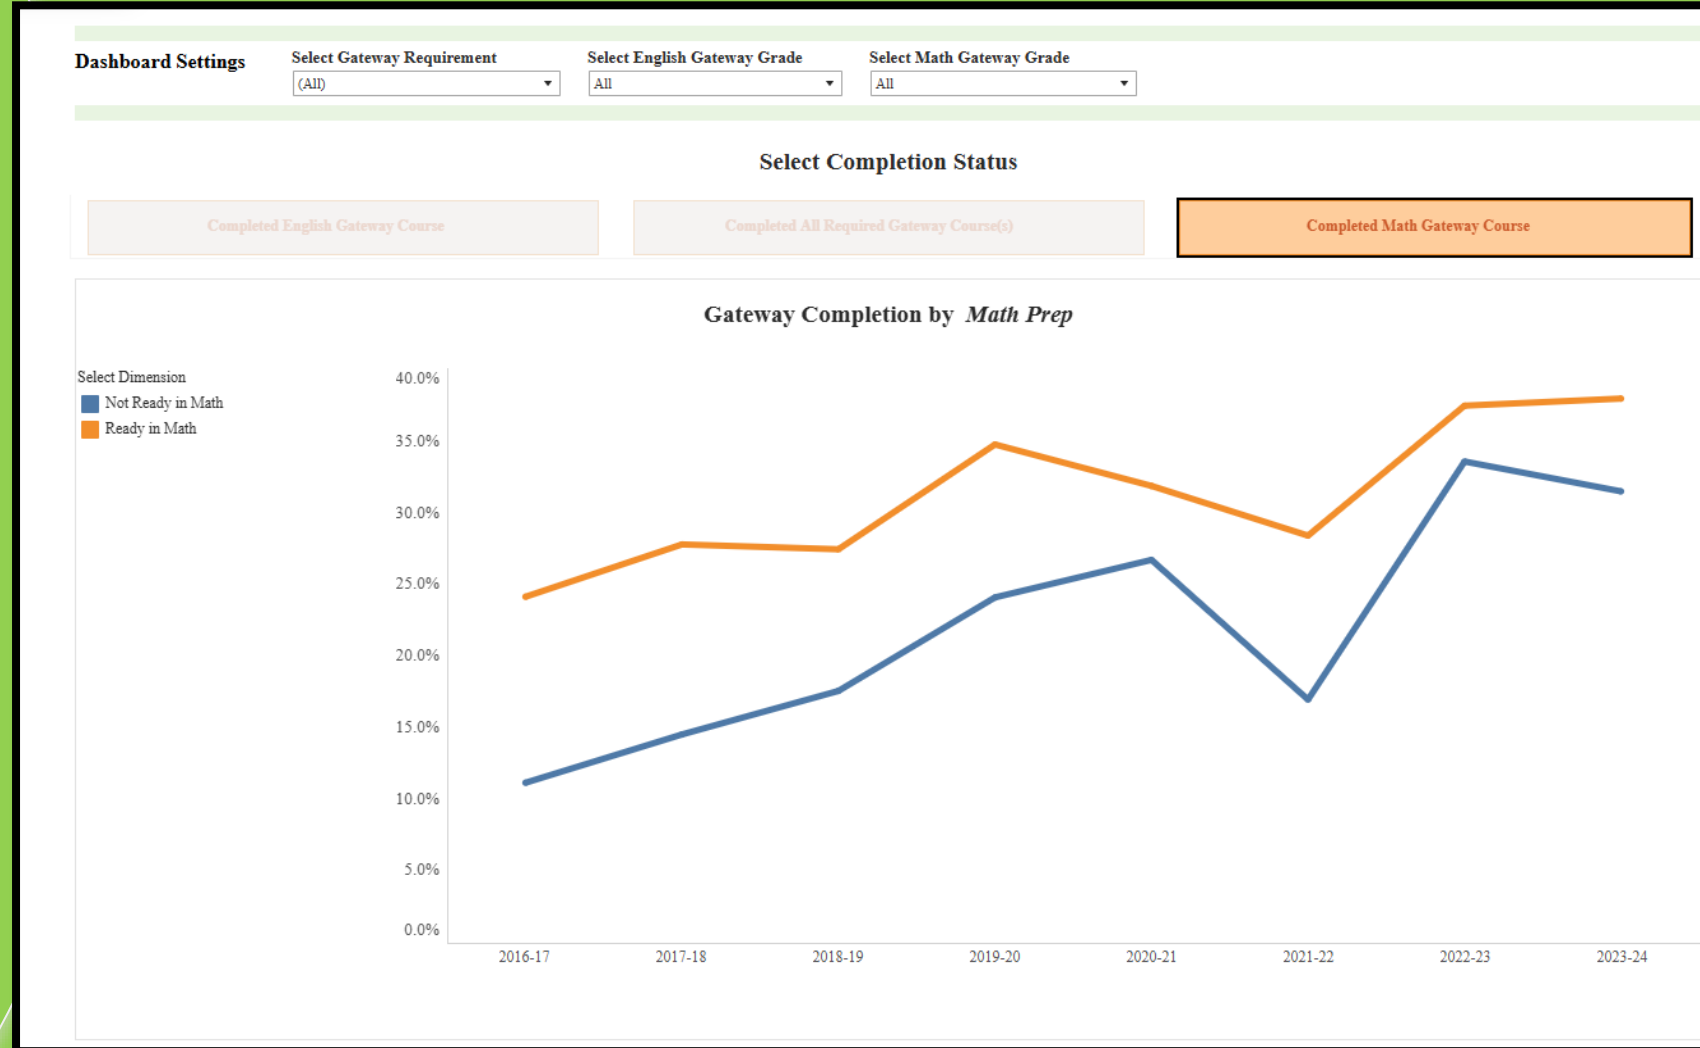 Dashboard Settings
Select Gateway Requirement
(All)
Select English Gateway Grade
All
Select Math Gateway Grade
All
Select Completion Status
Completed English Gateway Course
Completed All Required Gateway Course(s)
Completed Math Gateway Course
Gateway Completion by Math Prep
Select Dimension
Not Ready in Math
Ready in Math
40.0%
35.0%
30.0%
25.0%
20.0%
15.0%
10.0%
5.0%
0.0%
2016-17 2017-18 2018-19 2019-20 2020-21 2021-22 2022-23 2023-24